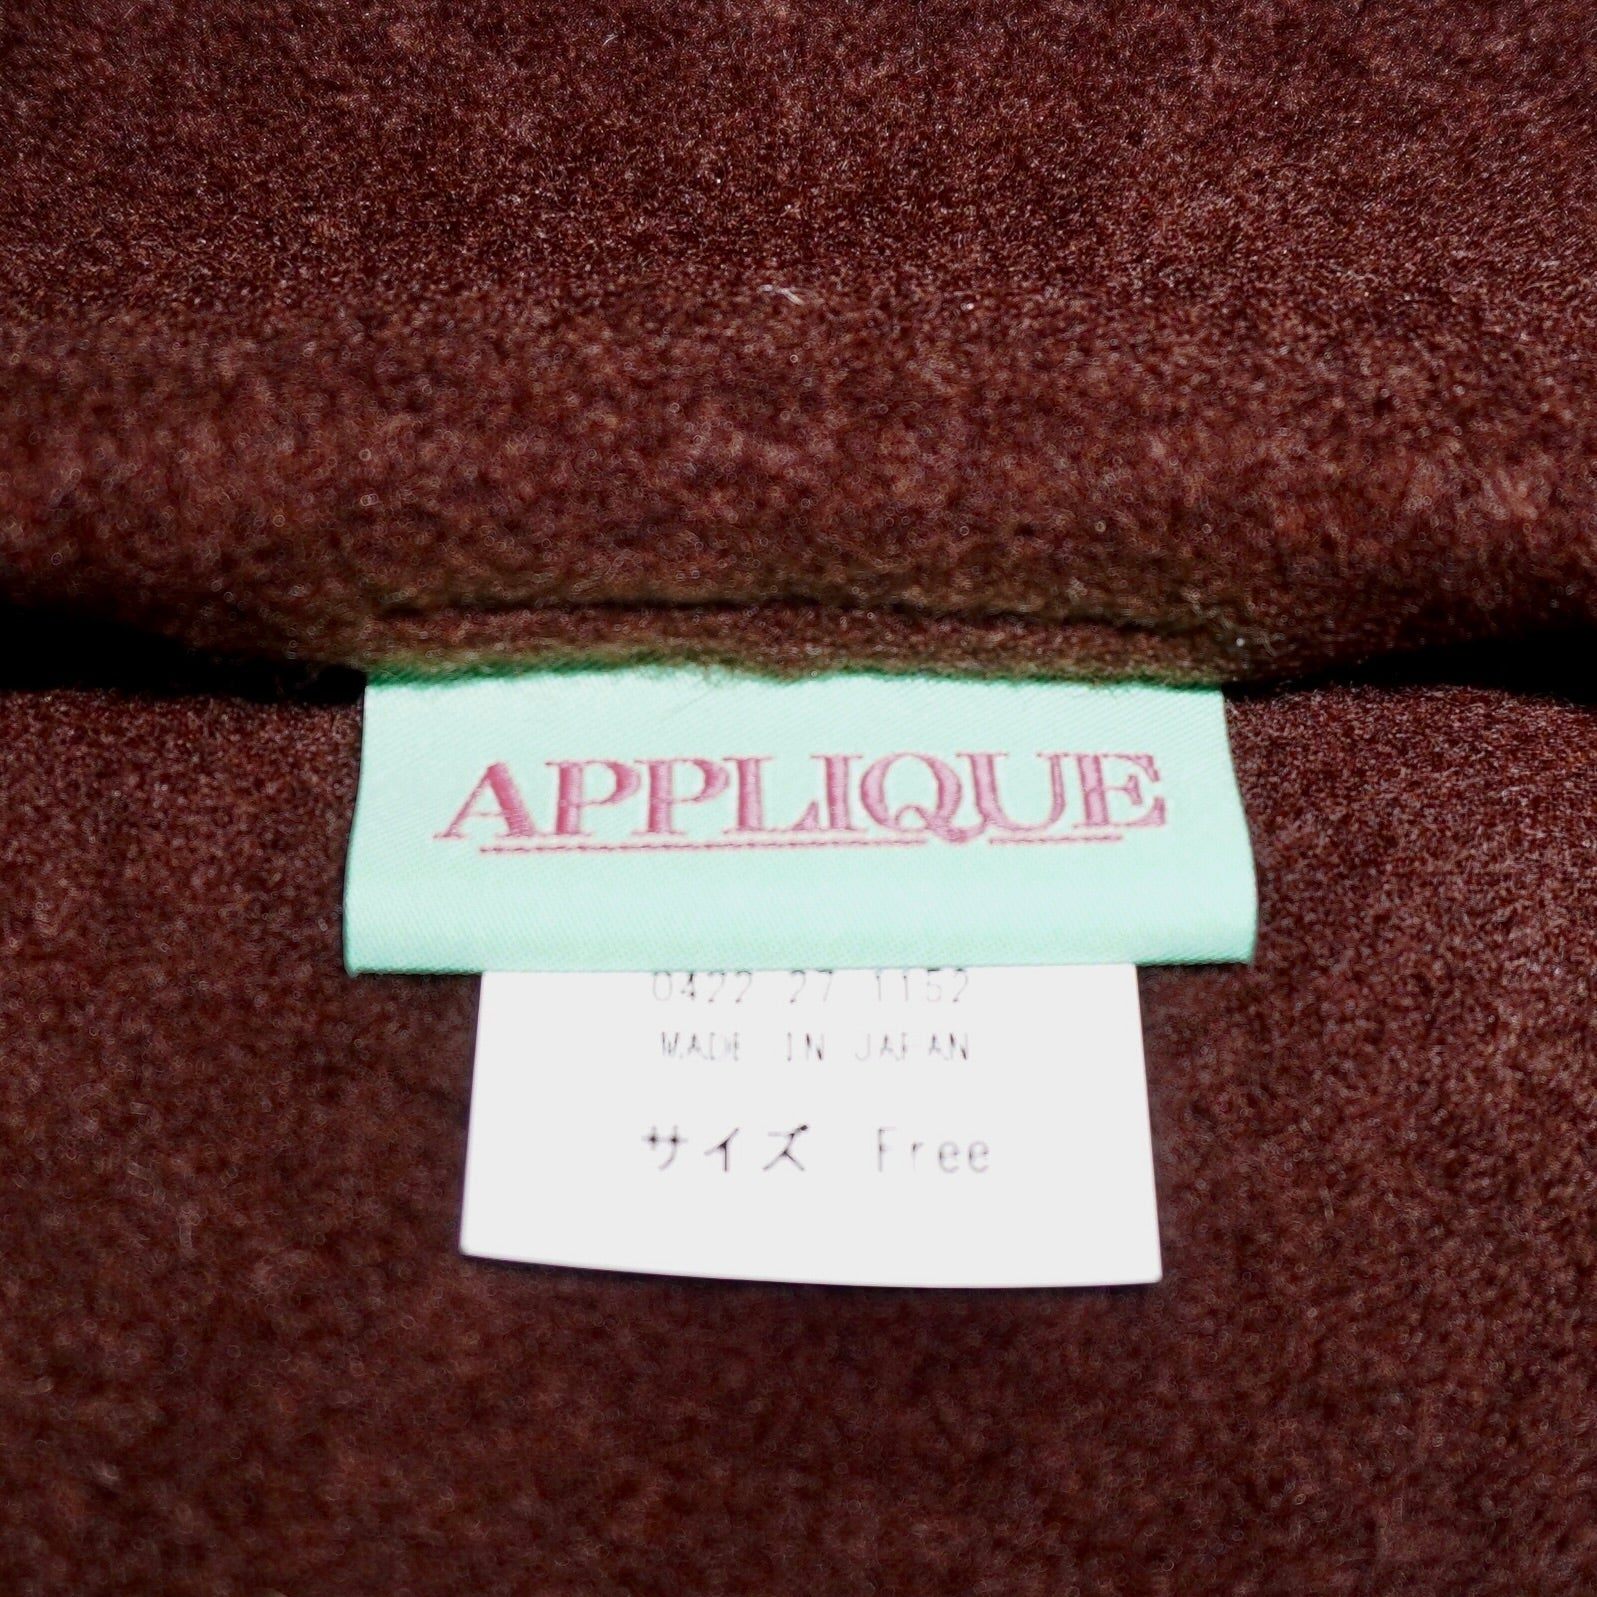 APPLIQUE
0422 27 1152
MADE IN JAPAN
サイズ Free